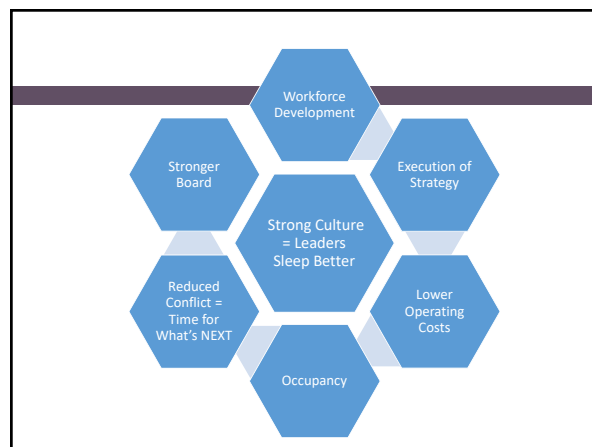 Workforce
Development
Stronger
Board
Execution of
Strategy
Strong Culture
= Leaders
Sleep Better
Reduced
Conflict =
Time for
What's NEXT
Lower
Operating
Costs
Occupancy